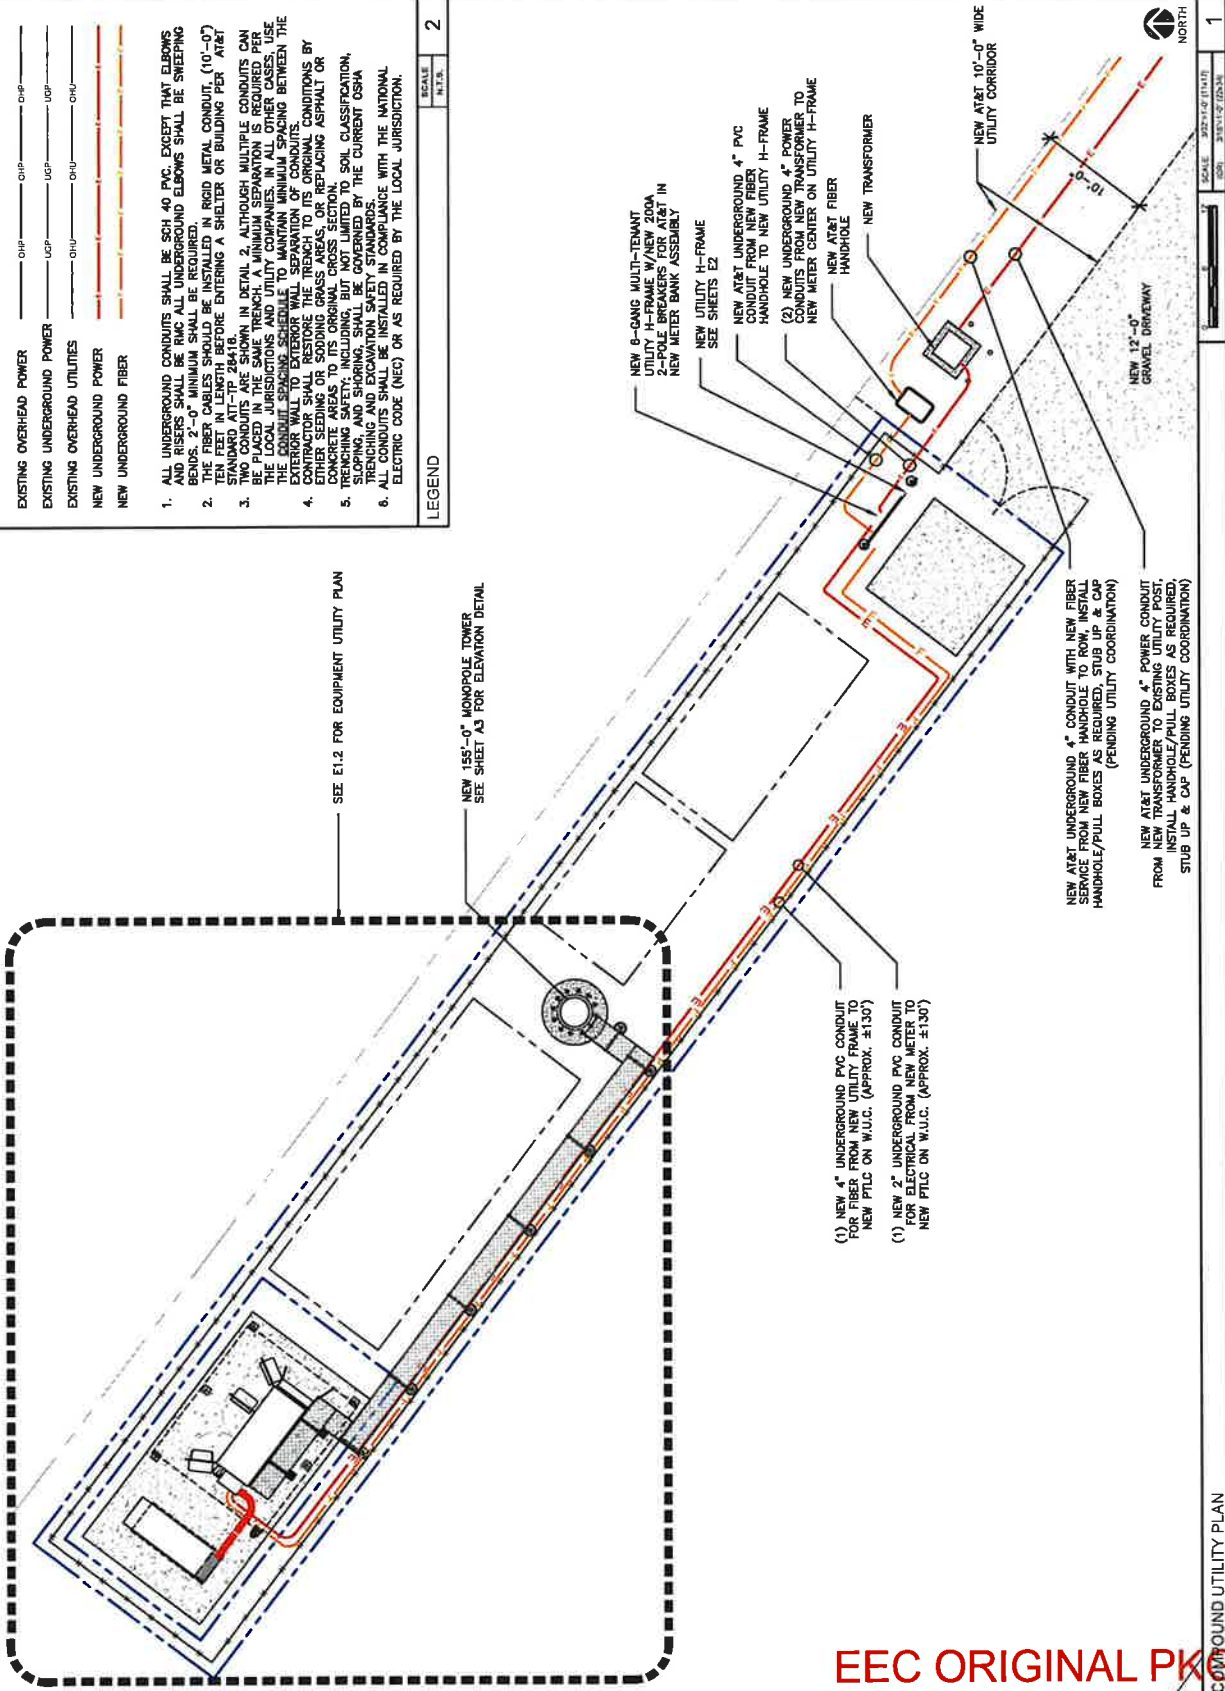 EXISTING OVERHEAD POWER
OHP
OHP
EXISTING UNDERGROUND POWER
UGP
UGP
EXISTING OVERHEAD UTILITIES
OHU
OHU
NEW UNDERGROUND POWER
NEW UNDERGROUND FIBER
1. ALL UNDERGROUND CONDUITS SHALL BE SCH 40 PVC. EXCEPT THAT ELBOWS
AND RISERS SHALL BE RMC ALL UNDERGROUND ELBOWS SHALL BE SWEEPING
BENDS. 2'-0" MINIMUM SHALL BE REQUIRED.
2. THE FIBER CABLES SHOULD BE INSTALLED IN RIGID METAL CONDUIT, (10'-0")
TEN FEET IN LENGTH BEFORE ENTERING A SHELTER OR BUILDING PER AT&T
STANDARD ATT-TP 26416.
3. TWO CONDUITS ARE SHOWN IN DETAIL 2, ALTHOUGH MULTIPLE CONDUITS CAN
BE PLACED IN THE SAME TRENCH. A MINIMUM SEPARATION IS REQUIRED PER
THE LOCAL JURISDICTIONS AND UTILITY COMPANIES. IN ALL OTHER CASES, USE
THE CONDUIT SPACING SCHEDULE TO MAINTAIN MINIMUM SPACING BETWEEN THE
EXTERIOR WALL TO EXTERIOR WALL SEPARATION OF CONDUITS.
4. CONTRACTOR SHALL RESTORE THE TRENCH TO ITS ORIGINAL CONDITIONS BY
EITHER SEEDING OR SODDING GRASS AREAS, OR REPLACING ASPHALT OR
CONCRETE AREAS TO ITS ORIGINAL CROSS SECTION.
5. TRENCHING SAFETY; INCLUDING, BUT NOT LIMITED TO SOIL CLASSIFICATION,
SLOPING, AND SHORING, SHALL BE GOVERNED BY THE CURRENT OSHA
TRENCHING AND EXCAVATION SAFETY STANDARDS.
6. ALL CONDUITS SHALL BE INSTALLED IN COMPLIANCE WITH THE NATIONAL
ELECTRIC CODE (NEC) OR AS REQUIRED BY THE LOCAL JURISDICTION.
LEGEND
SCALE
N.T.S.
2
SEE E1.2 FOR EQUIPMENT UTILITY PLAN
NEW 155'-0" MONOPOLE TOWER
SEE SHEET A3 FOR ELEVATION DETAIL
NEW 6-GANG MULTI-TENANT
UTILITY H-FRAME W/NEW 200A
2-POLE BREAKERS FOR AT&T IN
NEW METER BANK ASSEMBLY
NEW UTILITY H-FRAME
SEE SHEETS E2
NEW AT&T UNDERGROUND 4" PVC
CONDUIT FROM NEW FIBER
HANDHOLE TO NEW UTILITY H-FRAME
(2) NEW UNDERGROUND 4" POWER
CONDUITS FROM NEW TRANSFORMER TO
NEW METER CENTER ON UTILITY H-FRAME
NEW AT&T FIBER
HANDHOLE
NEW TRANSFORMER
NEW AT&T 10'-0" WIDE
UTILITY CORRIDOR
10'-0"
NEW 12'-0"
GRAVEL DRIVEWAY
(1) NEW 4" UNDERGROUND PVC CONDUIT
FOR FIBER FROM NEW UTILITY FRAME TO
NEW PTLC ON W.U.C. (APPROX. ±130')
(1) NEW 2" UNDERGROUND PVC CONDUIT
FOR ELECTRICAL FROM NEW METER TO
NEW PTLC ON W.U.C. (APPROX. ±130')
NEW AT&T UNDERGROUND 4" CONDUIT WITH NEW FIBER
SERVICE FROM NEW FIBER HANDHOLE TO ROW, INSTALL
HANDHOLE/PULL BOXES AS REQUIRED, STUB UP & CAP
(PENDING UTILITY COORDINATION)
NEW AT&T UNDERGROUND 4" POWER CONDUIT
FROM NEW TRANSFORMER TO EXISTING UTILITY POST,
INSTALL HANDHOLE/PULL BOXES AS REQUIRED,
STUB UP & CAP (PENDING UTILITY COORDINATION)
NORTH
COMPOUND UTILITY PLAN
SCALE
1
EEC ORIGINAL PKG